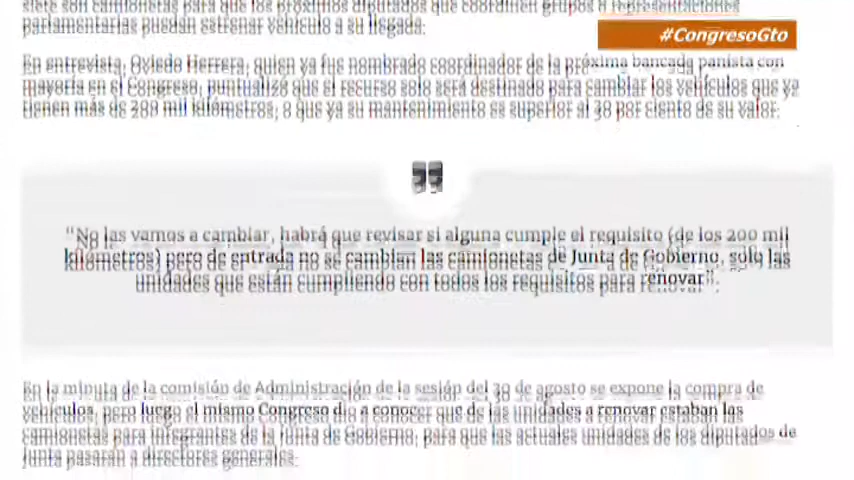 siete son camionetas para que los próximos diputados que coordinen grupos o representaciones
#CongresoGto
parlamentarias puedan estrenar vehículo a su llegada.
En entrevista, Oviedo Herrera, quien ya fue nombrado coordinador de la próxima bancada panista con
mayoría en el Congreso, puntualizó que el recurso solo será destinado para cambiar los vehículos que ya
tienen más de 200 mil kilómetros, o que ya su mantenimiento es superior al 30 por ciento de su valor.
“No las vamos a cambiar, habrá que revisar si alguna cumple el requisito (de los 200 mil
kilómetros) pero de entrada no se cambian las camionetas de Junta de Gobierno, solo las
unidades que están cumpliendo con todos los requisitos para renovar”.
En la minuta de la comisión de Administración de la sesión del 30 de agosto se expone la compra de
vehículos, pero luego el mismo Congreso dio a conocer que de las unidades a renovar estaban las
camionetas para integrantes de la Junta de Gobierno, para que las actuales unidades de los diputados de
Junta pasaran a directores generales.